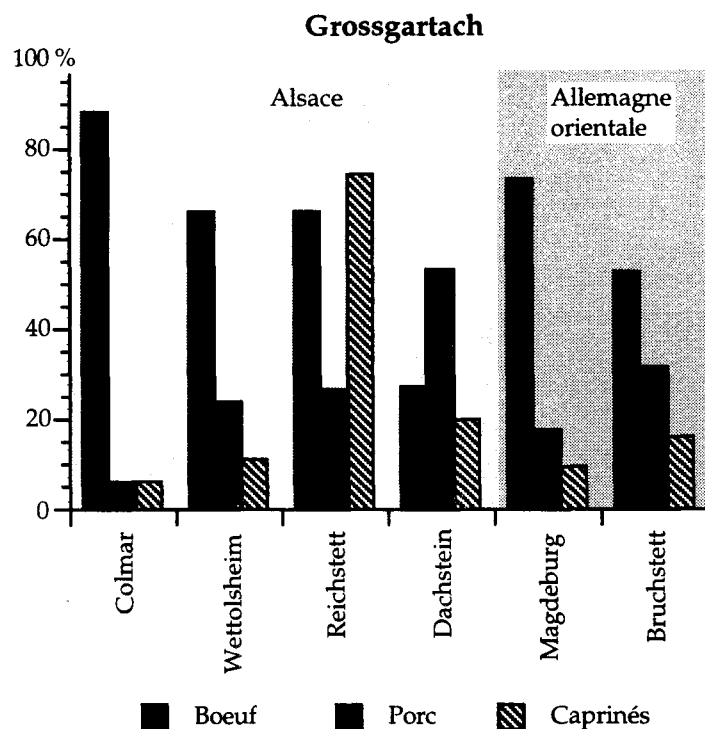 Grossgartach
100 %
Alsace
Allemagne
orientale
80
60
40
20
0
Colmar
Wettolsheim
Reichstett
Dachstein
Magdeburg
Bruchstett
Boeuf Porc Caprinés